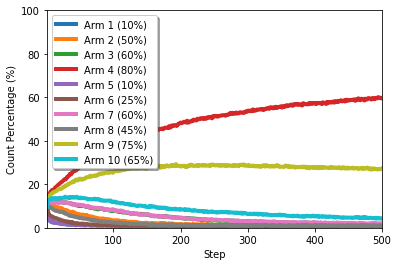 100
80
60
40
20
0
Count Percentage (%)
Arm 1 (10%)
Arm 2 (50%)
Arm 3 (60%)
Arm 4 (80%)
Arm 5 (10%)
Arm 6 (25%)
Arm 7 (60%)
Arm 8 (45%)
Arm 9 (75%)
Arm 10 (65%)
100
200
300
400
500
Step